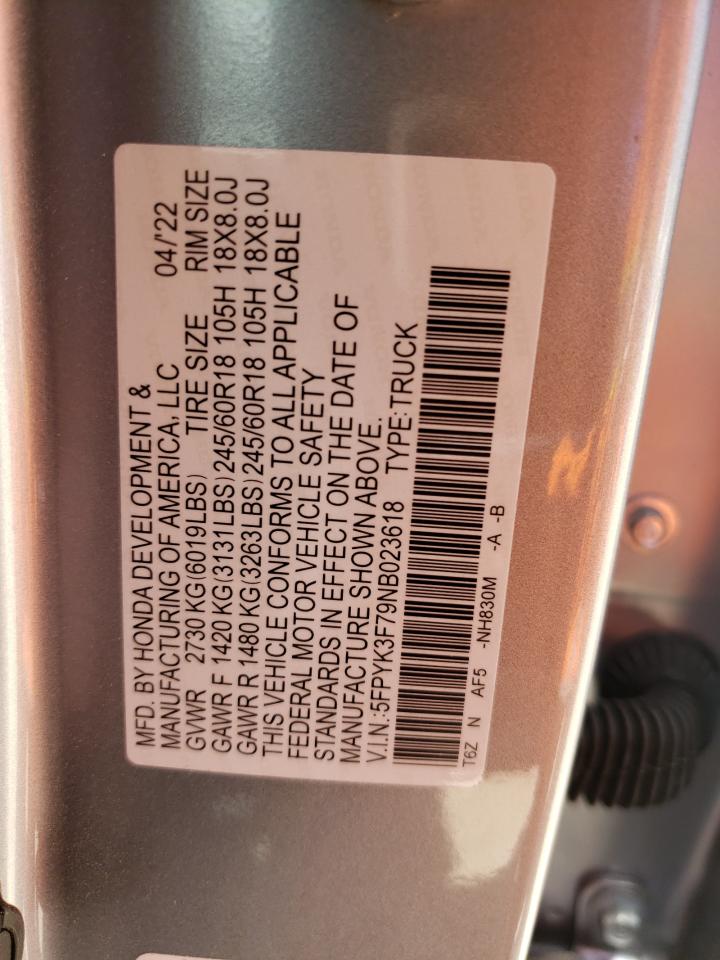 MFD. BY HONDA DEVELOPMENT &
MANUFACTURING OF AMERICA, LLC 04/'22
GVWR 2730 KG(6019LBS) TIRE SIZE RIM SIZE
GAWR F 1420 KG(3131LBS) 245/60R18 105H 18X8.0J
GAWR R 1480 KG(3263LBS) 245/60R18 105H 18X8.0J
THIS VEHICLE CONFORMS TO ALL APPLICABLE
FEDERAL MOTOR VEHICLE SAFETY
STANDARDS IN EFFECT ON THE DATE OF
MANUFACTURE SHOWN ABOVE.
V.I.N.:5FPYK3F79NB023618 TYPE:TRUCK
T6Z N AF5 -NH830M -A -B